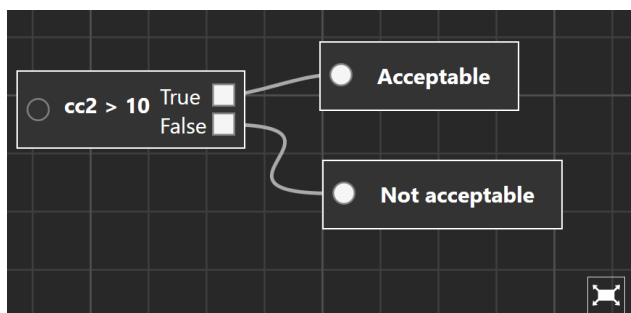 cc2 > 10
True
False
Acceptable
Not acceptable